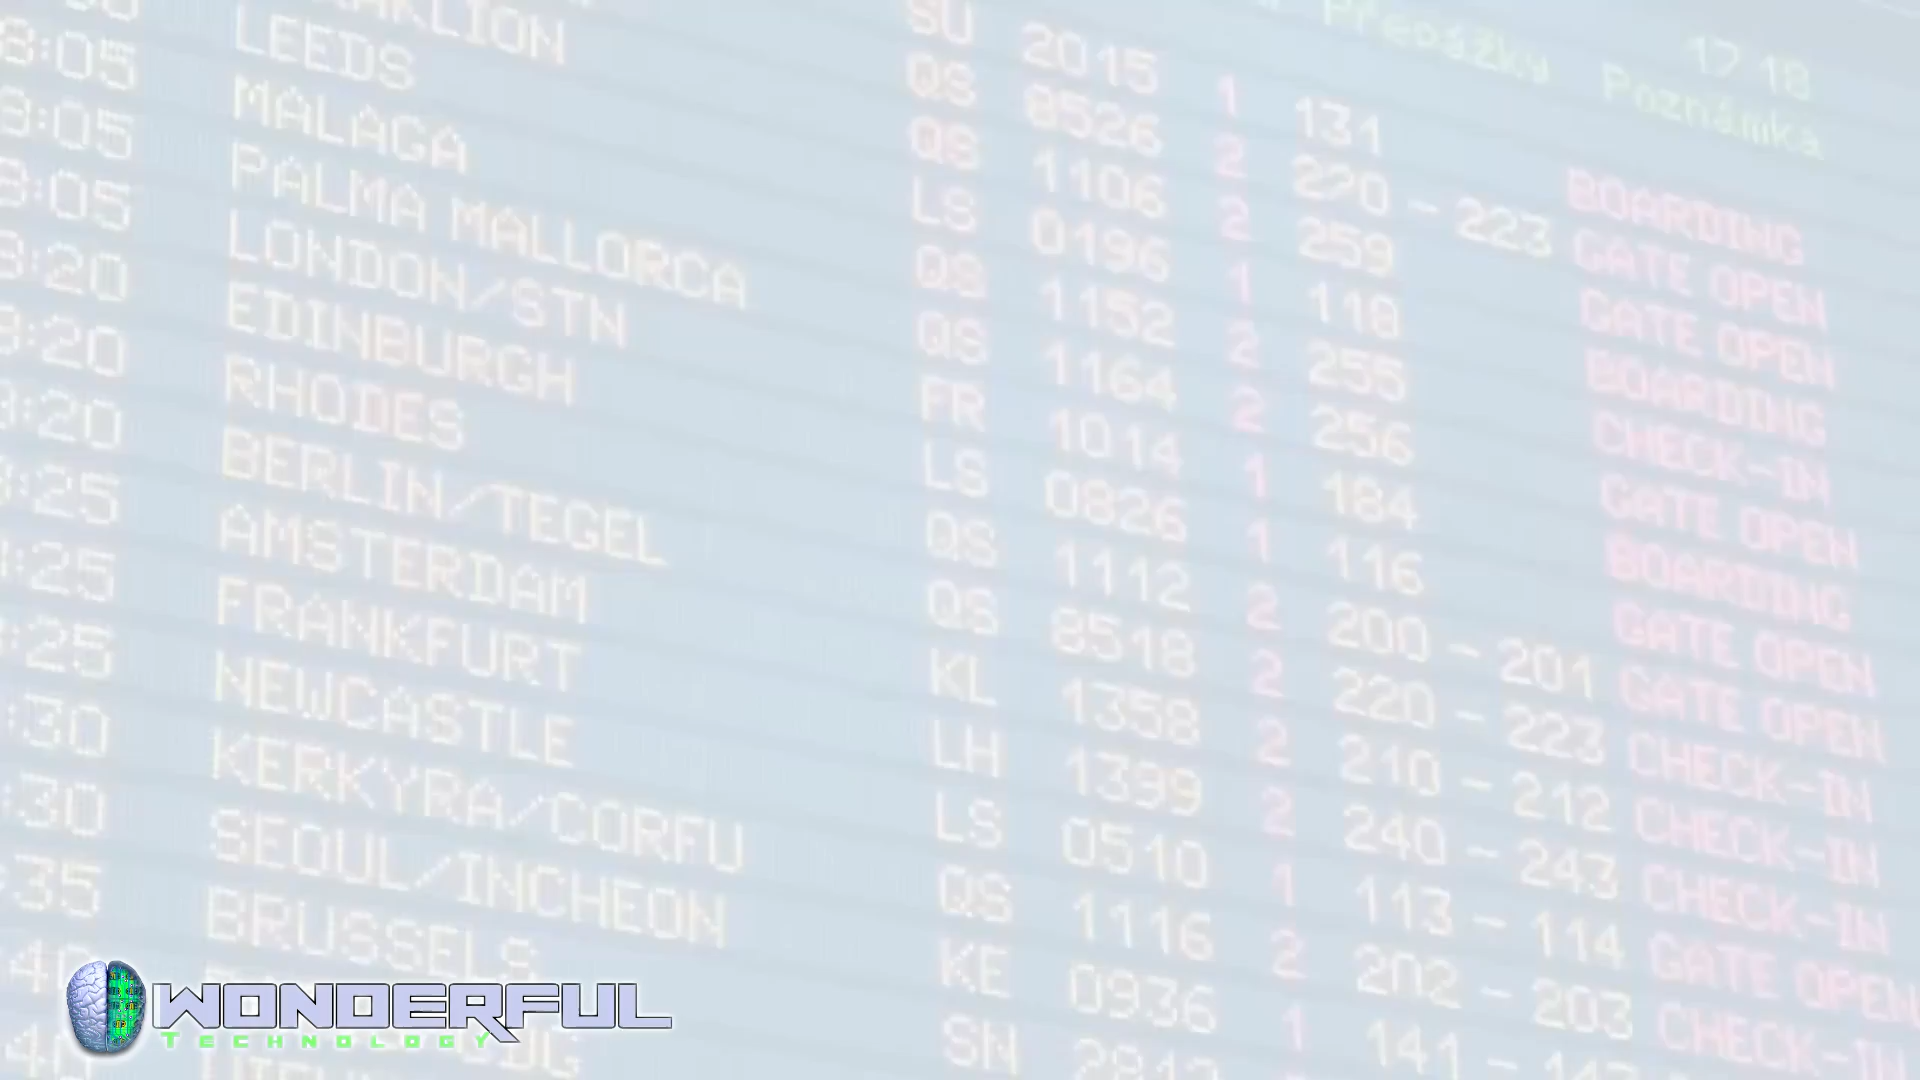 17 18
Přepážky Poznámka
SU 2015 1 131 BOARDING
QS 8526 2 220 - 223 GATE OPEN
LEEDS LS 0196 1 118 BOARDING
8:05 MALAGA QS 1152 2 255 CHECK-IN
8:05 PALMA MALLORCA QS 1164 2 256 GATE OPEN
8:05 LONDON/STN FR 1014 1 184 BOARDING
8:20 EDINBURGH LS 0826 1 116 GATE OPEN
8:20 RHODES QS 1112 2 200 - 201 GATE OPEN
:20 BERLIN/TEGEL QS 8518 2 220 - 223 CHECK-IN
:25 AMSTERDAM KL 1358 2 210 - 212 CHECK-IN
:25 FRANKFURT LH 1399 2 240 - 243 CHECK-IN
:25 NEWCASTLE LS 0510 1 113 - 114 GATE OPEN
:30 KERKYRA/CORFU QS 1116 2 202 - 203 CHECK-IN
:30 SEOUL/INCHEON KE 0936 1 141
:35 BRUSSELS SN
QS 1106 2 259 GATE OPEN
WONDERFUL
TECHNOLOGY